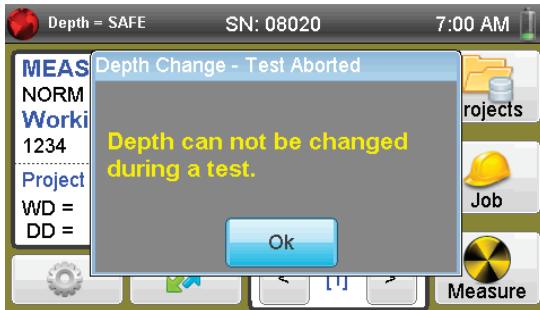 Depth = SAFE SN: 08020 7:00 AM
Depth Change - Test Aborted
MEAS
NORM
Worki
1234
Project
WD =
DD =
Depth can not be changed
during a test.
Ok
rojects
Job
< [1] >
Measure